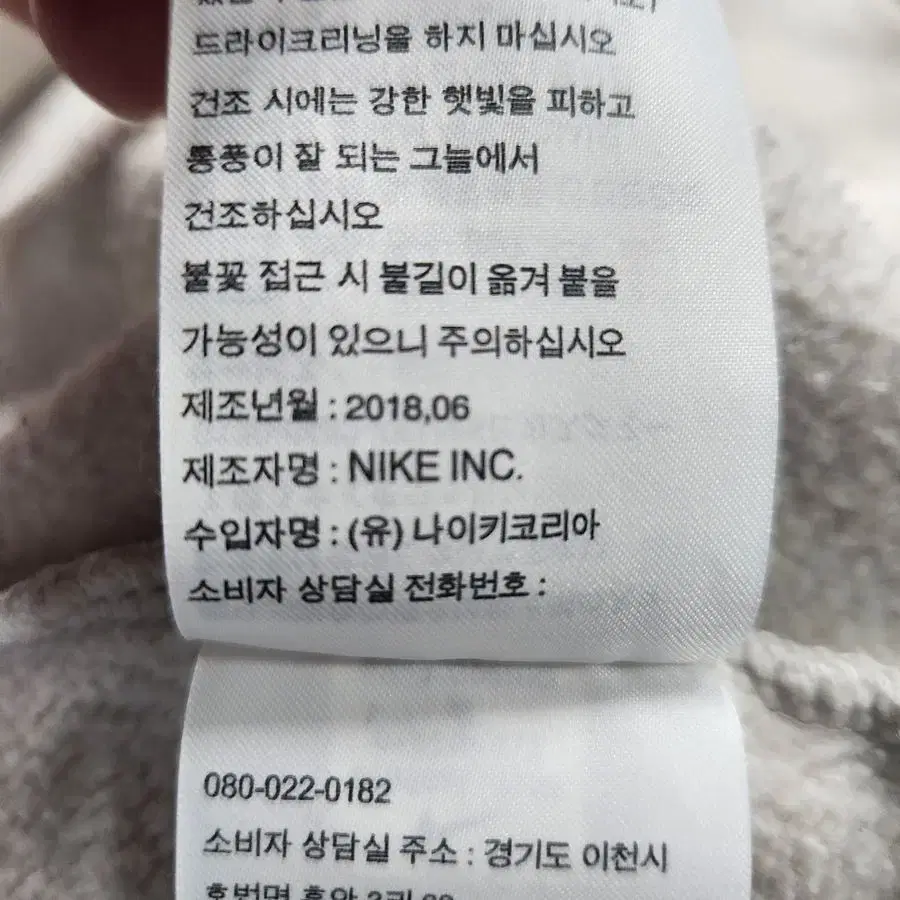 드라이크리닝을 하지 마십시오
건조 시에는 강한 햇빛을 피하고
통풍이 잘 되는 그늘에서
건조하십시오
불꽃 접근 시 불길이 옮겨 붙을
가능성이 있으니 주의하십시오
제조년월 : 2018,06
제조자명 : NIKE INC.
수입자명 : (유) 나이키코리아
소비자 상담실 전화번호 :
080-022-0182
소비자 상담실 주소 : 경기도 이천시